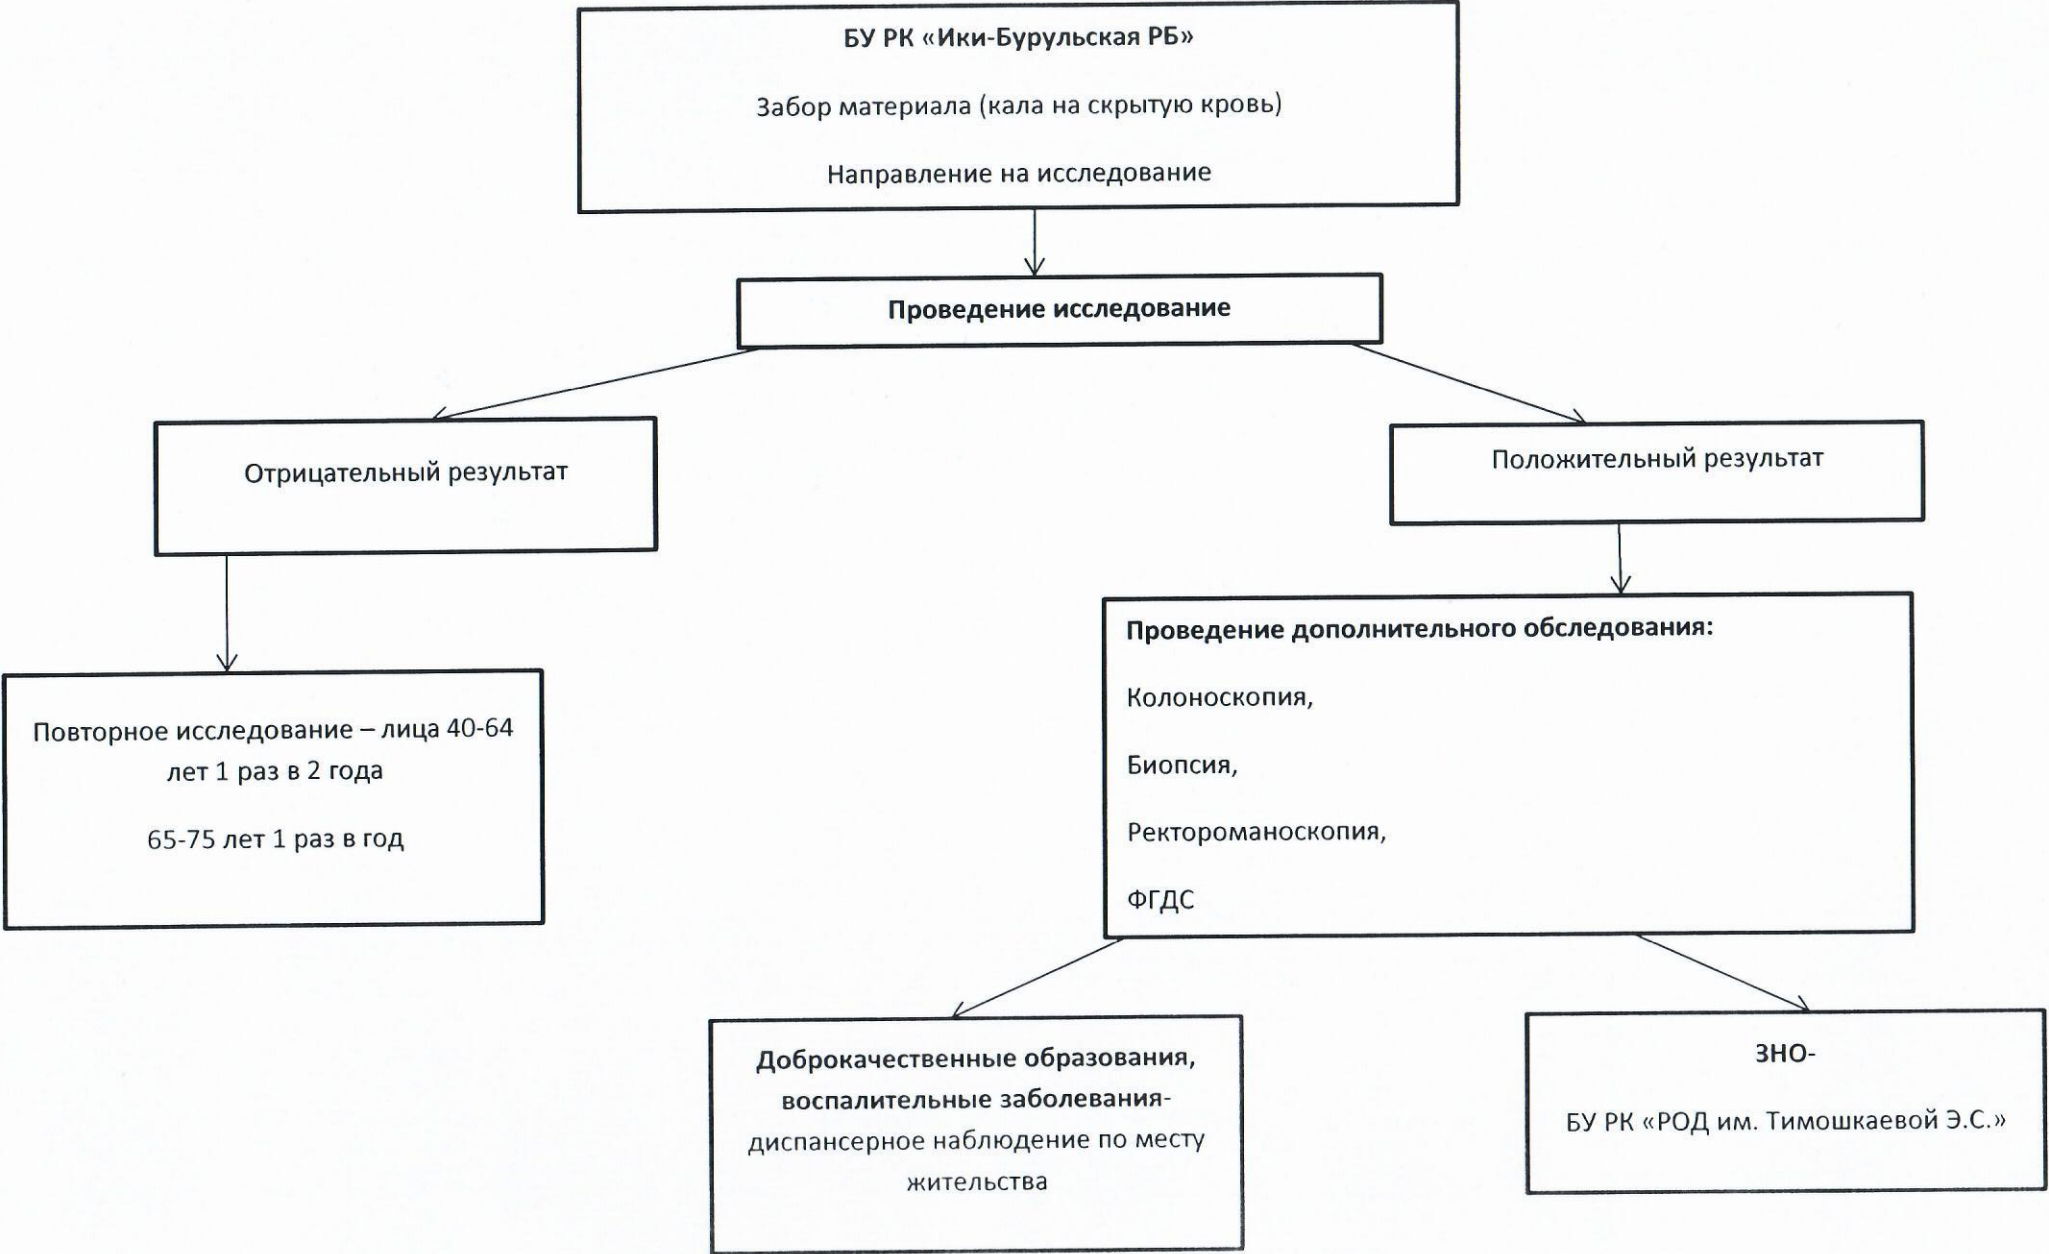 БУ РК «Ики-Бурульская РБ»
Забор материала (кала на скрытую кровь)
Направление на исследование
Проведение исследование
Отрицательный результат
Положительный результат
Повторное исследование – лица 40-64
лет 1 раз в 2 года
65-75 лет 1 раз в год
Проведение дополнительного обследования:
Колоноскопия,
Биопсия,
Ректороманоскопия,
ФГДС
Доброкачественные образования,
воспалительные заболевания-
диспансерное наблюдение по месту
жительства
ЗНО-
БУ РК «РОД им. Тимошкаевой Э.С.»